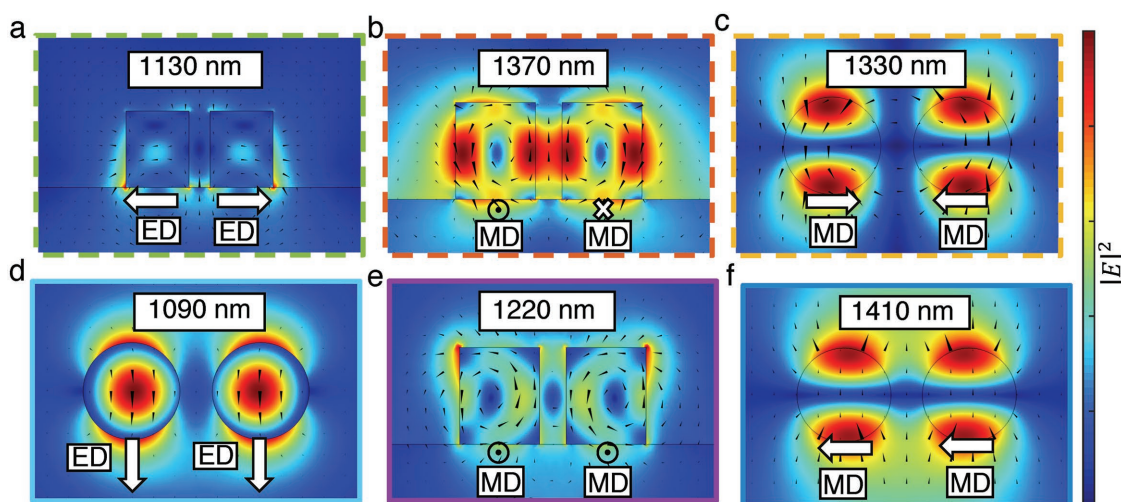 a
1130 nm
ED ED
b
1370 nm
MD MD
c
1330 nm
MD MD
d
1090 nm
ED ED
e
1220 nm
MD MD
f
1410 nm
MD MD
|E|²